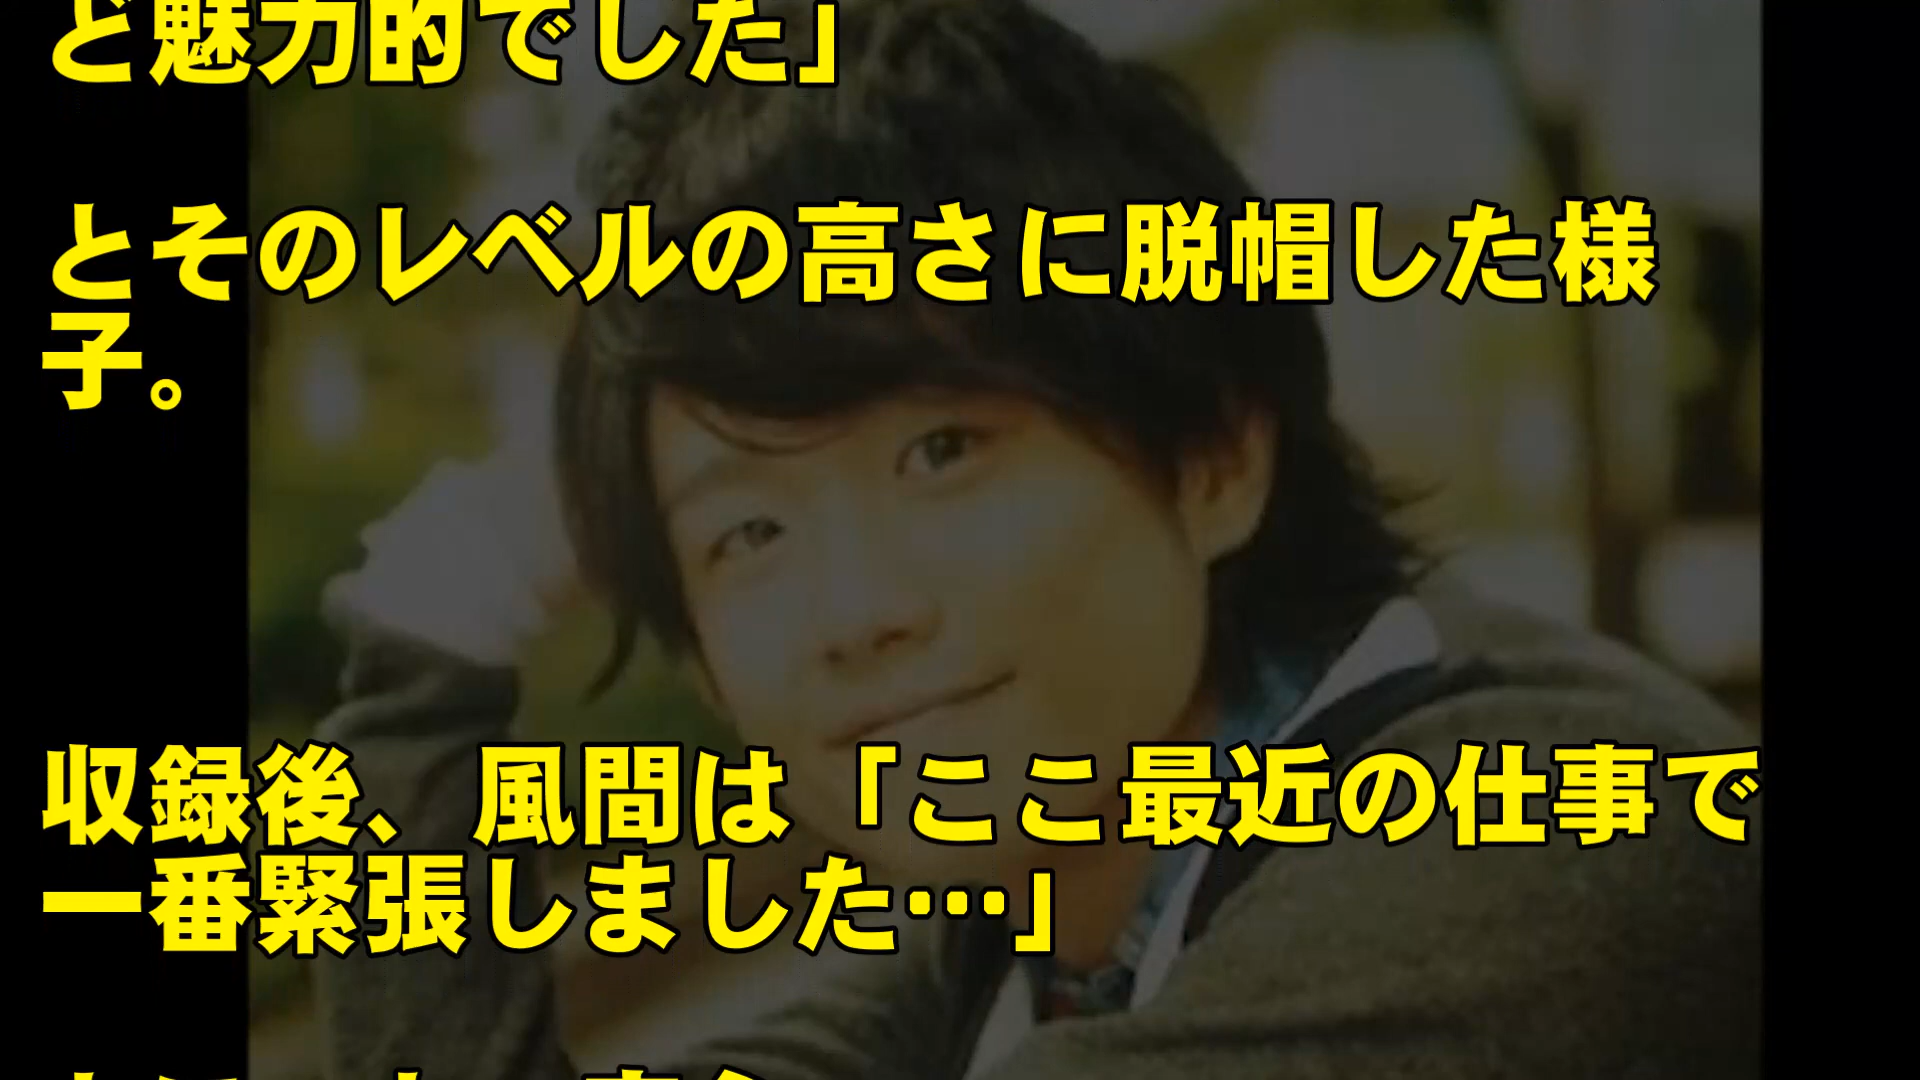 ど魅力的でした」
とそのレベルの高さに脱帽した様
子。
収録後、風間は「ここ最近の仕事で
一番緊張しました…」